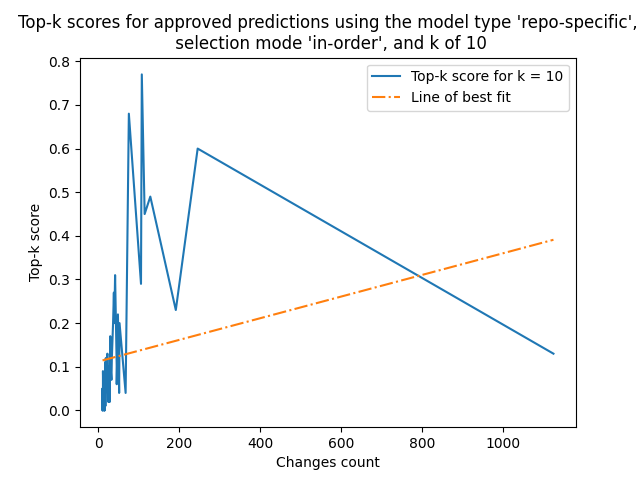 Top-k scores for approved predictions using the model type 'repo-specific',
selection mode 'in-order', and k of 10
Top-k score for k = 10
Line of best fit
Top-k score
0.8
0.7
0.6
0.5
0.4
0.3
0.2
0.1
0.0
0
200
400
600
800
1000
Changes count